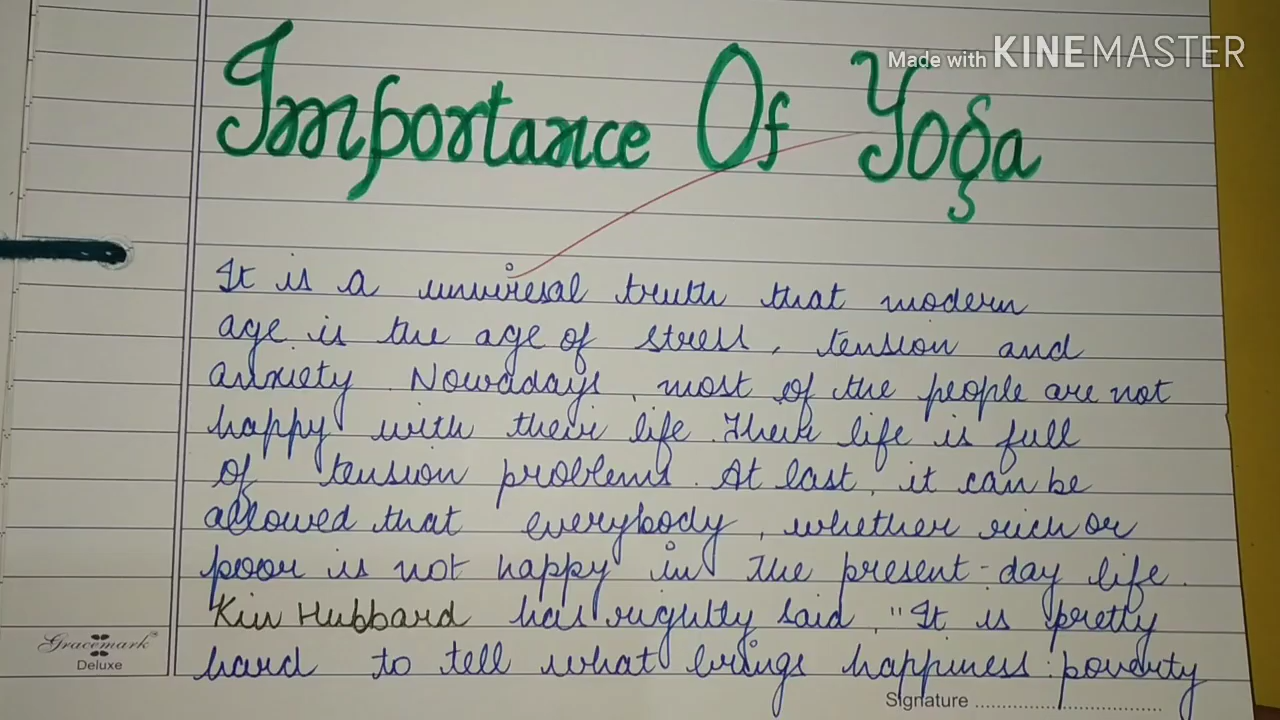 Made with KINEMASTER
Importance Of Yoga
It is a universal truth that modern
age is the age of stress, tension and
anxiety. Nowadays, most of the people are not
happy with their life. Their life is full
of tension problems. At last, it can be
allowed that everybody, whether rich or
poor is not happy in the present-day life.
Kin Hubbard has rightly said, "It is pretty
hard to tell what brings happiness: poverty
Gracemark
Deluxe
Signature